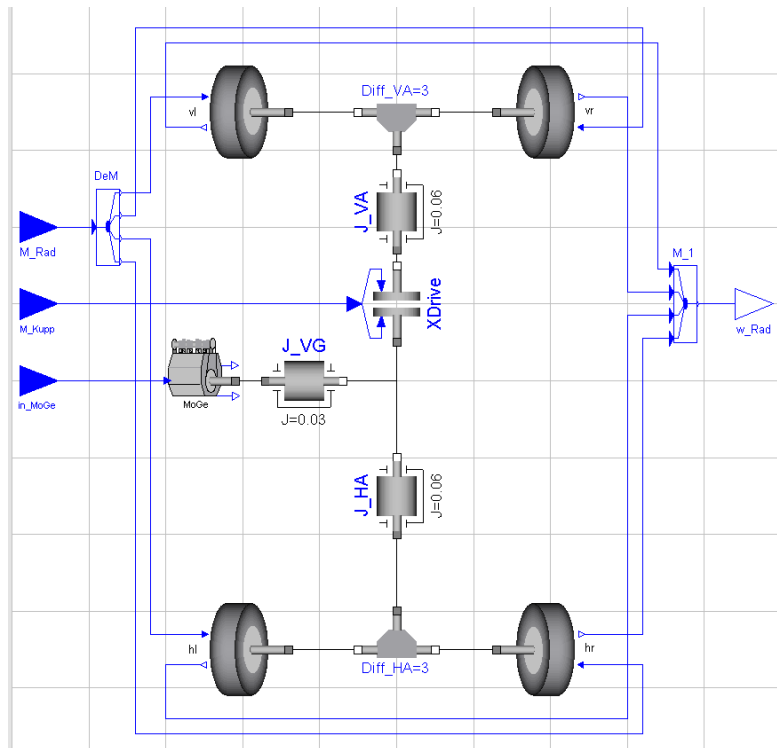 Diff_VA=3
vl
vr
DeM
J_VA
J=0.06
M_Rad
M_1
M_Kupp
XDrive
w_Rad
J_VG
in_MoGe
MoGe
J=0.03
J_HA
J=0.06
hl
hr
Diff_HA=3